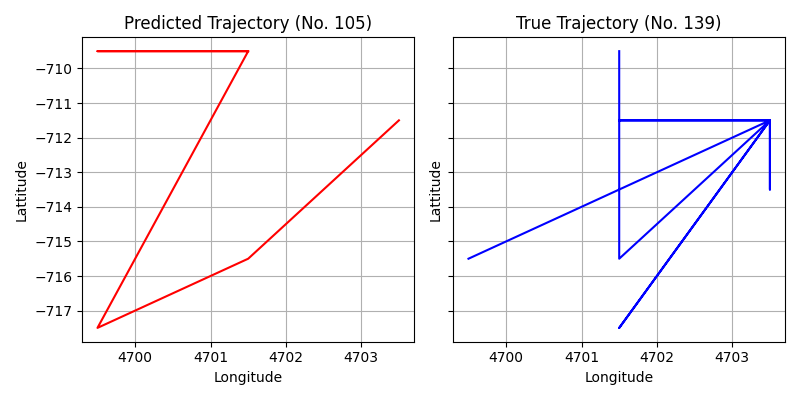 Predicted Trajectory (No. 105)
True Trajectory (No. 139)
−710
−711
−712
−713
−714
−715
−716
−717
Lattitude
Lattitude
4700 4701 4702 4703
4700 4701 4702 4703
Longitude
Longitude